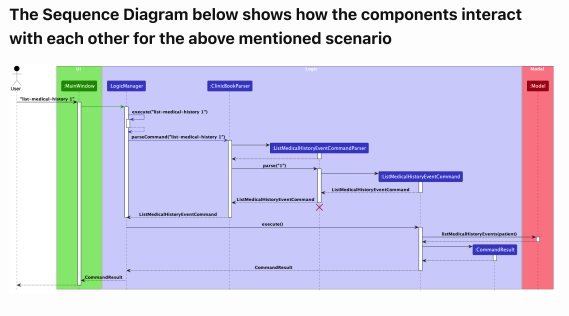 The Sequence Diagram below shows how the components interact
with each other for the above mentioned scenario
UI
Logic
Model
User
:MainWindow
:LogicManager
:ClinicBookParser
:Model
"list-medical-history 1"
execute("list-medical-history 1")
parseCommand("list-medical-history 1")
:ListMedicalHistoryEventCommandParser
parse("1")
:ListMedicalHistoryEventCommand
ListMedicalHistoryEventCommand
ListMedicalHistoryEventCommand
ListMedicalHistoryEventCommand
execute()
listMedicalHistoryEvents(patient)
:CommandResult
CommandResult
CommandResult